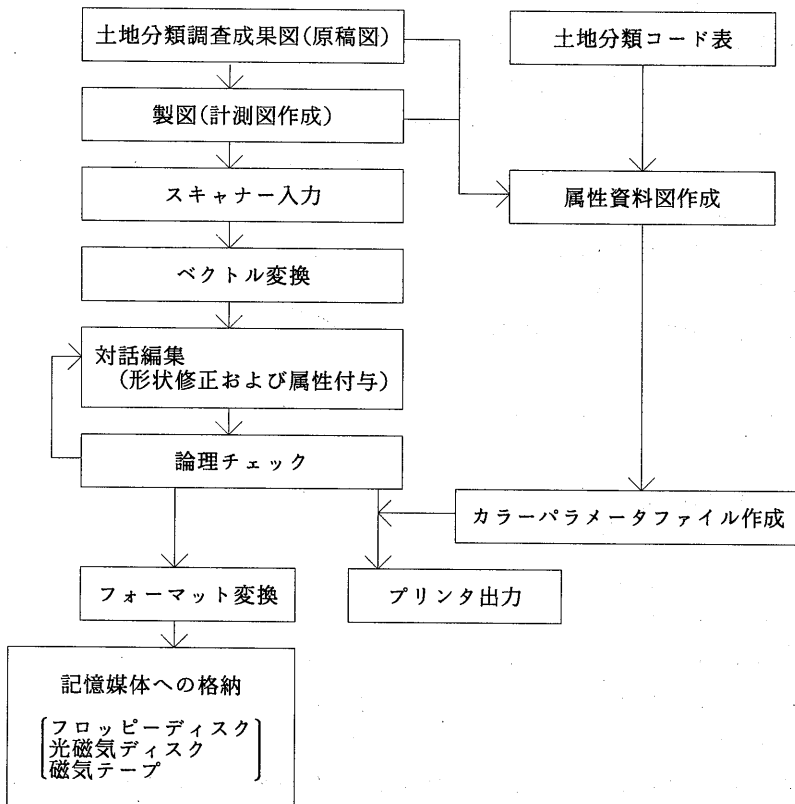 土地分類調査成果図(原稿図)
土地分類コード表
製図(計測図作成)
スキャナー入力
属性資料図作成
ベクトル変換
対話編集
(形状修正および属性付与)
論理チェック
カラーパラメータファイル作成
フォーマット変換
プリンタ出力
記憶媒体への格納
フロッピーディスク
光磁気ディスク
磁気テープ